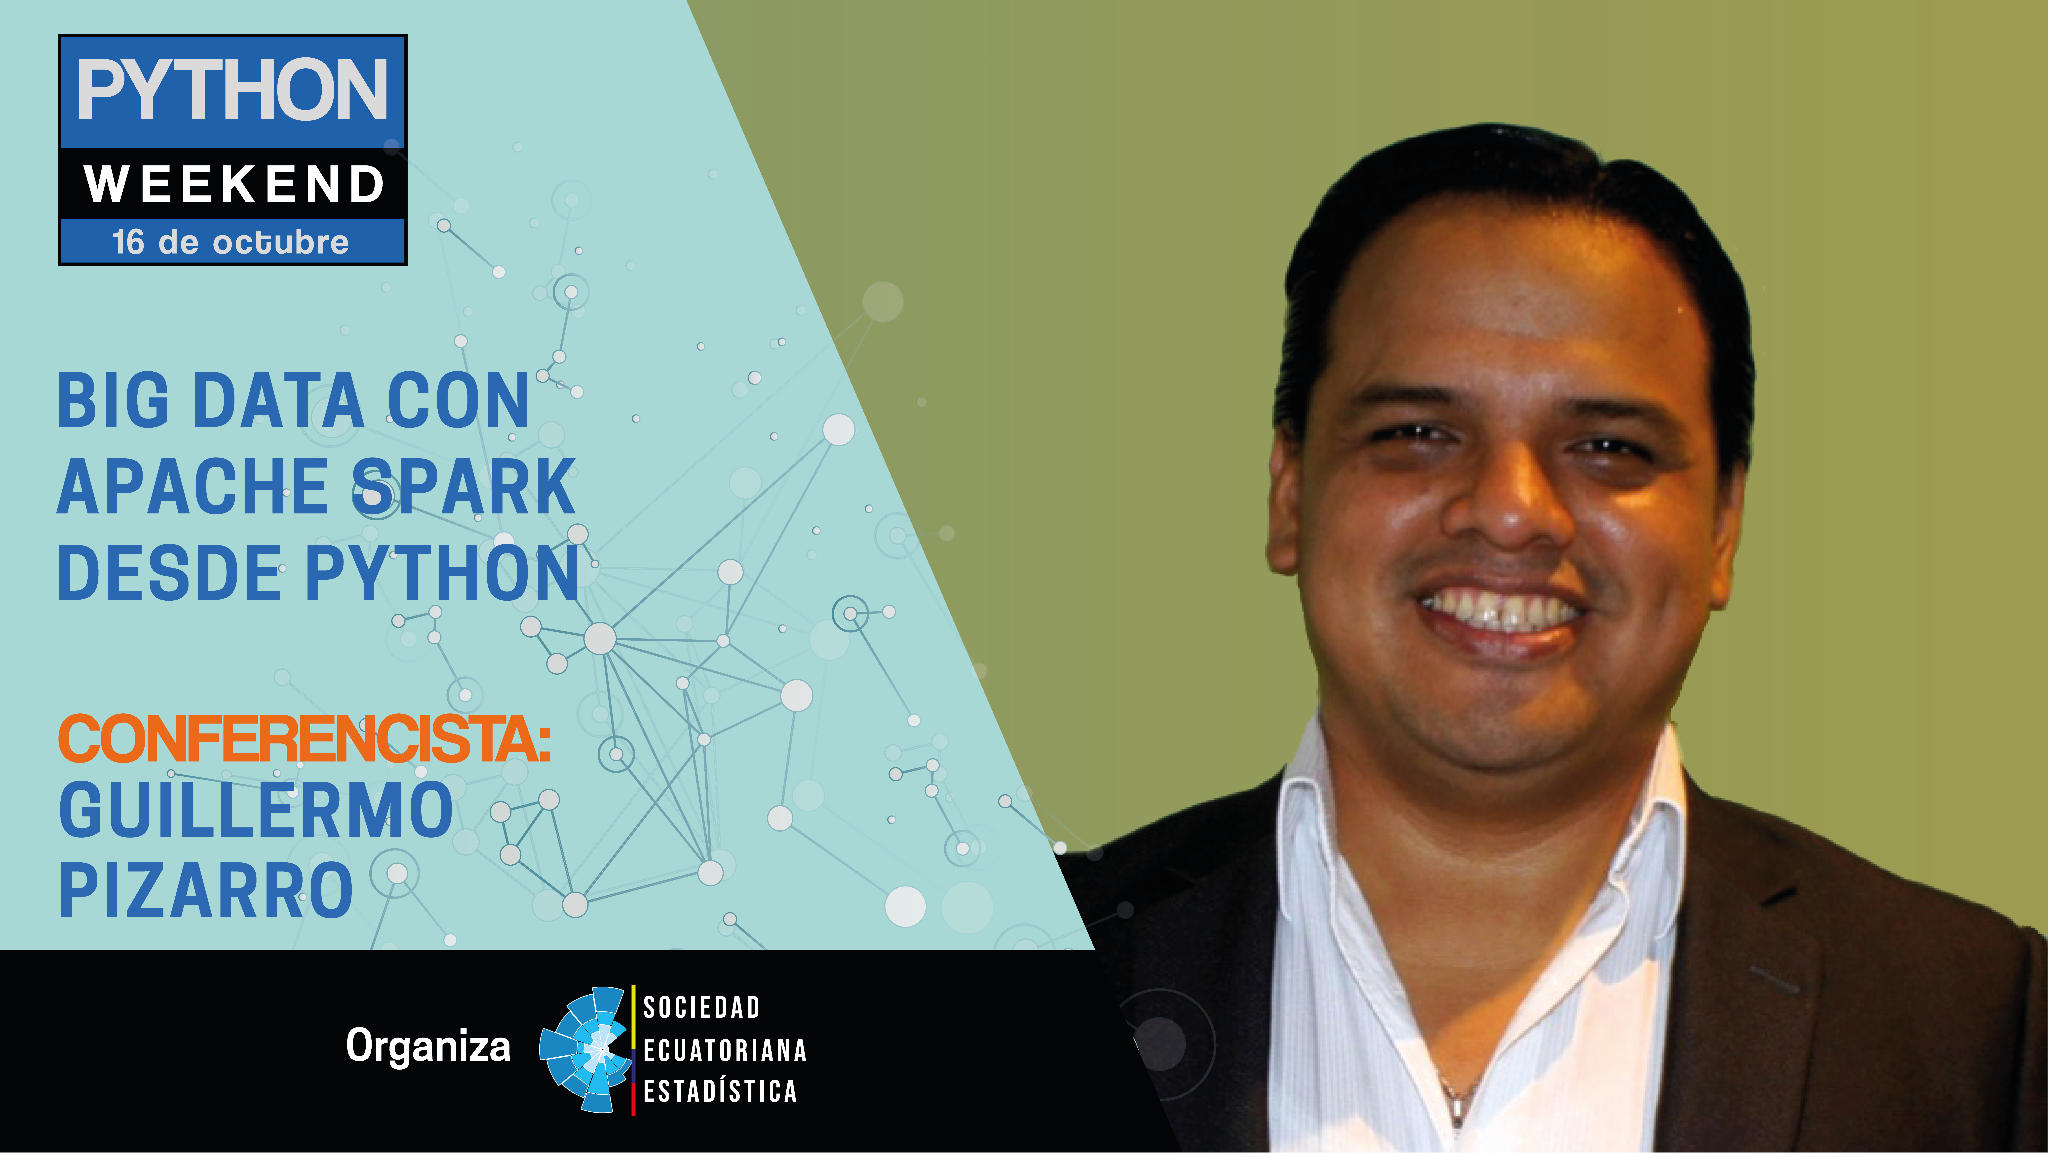 PYTHON
WEEKEND
16 de octubre
BIG DATA CON
APACHE SPARK
DESDE PYTHON
CONFERENCISTA:
GUILLERMO
PIZARRO
Organiza
SOCIEDAD
ECUATORIANA
ESTADÍSTICA